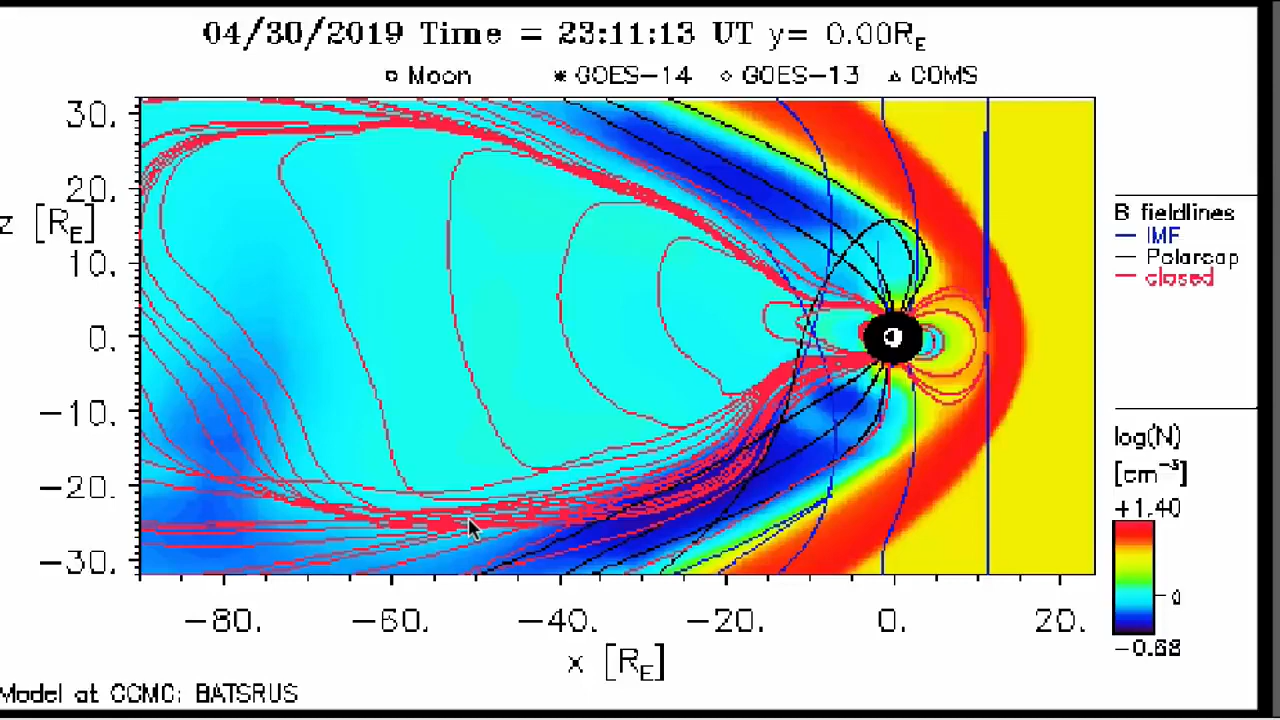 04/30/2019 Time = 23:11:13 UT y= 0.00R_E
Moon GOES-14 GOES-13 COMS
30.
20.
z [R_E]
10.
0.
-10.
-20.
-30.
-80. -60. -40. -20. 0. 20.
x [R_E]
B fieldlines
IMF
Polarcap
closed
log(N)
[cm⁻³]
+1.40
0
-0.68
Model at CCMC: BATSRUS